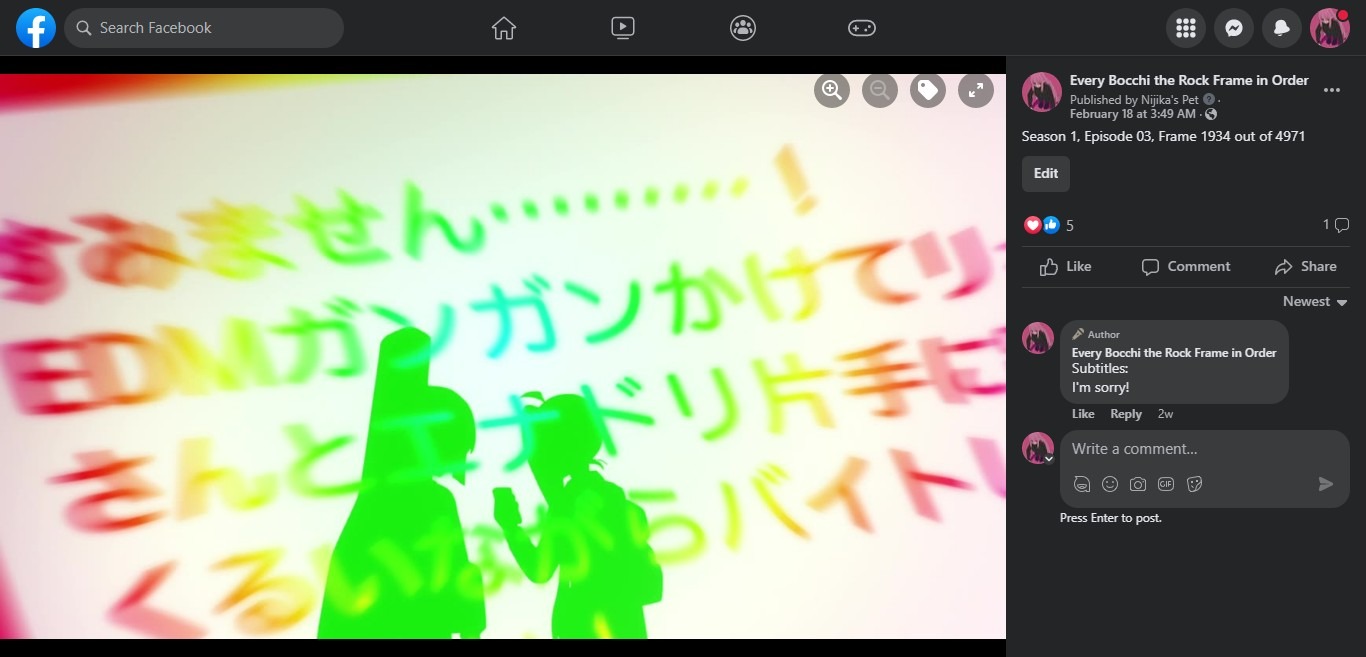 Search Facebook
すみません………！
EDMガンガンかけてリ
さんとエナドリ片手に
くるいながらバイトし
Every Bocchi the Rock Frame in Order
Published by Nijika's Pet ·
February 18 at 3:49 AM ·
Season 1, Episode 03, Frame 1934 out of 4971
Edit
5
1
Like Comment Share
Newest
Author
Every Bocchi the Rock Frame in Order
Subtitles:
I'm sorry!
Like Reply 2w
Write a comment...
GIF
Press Enter to post.